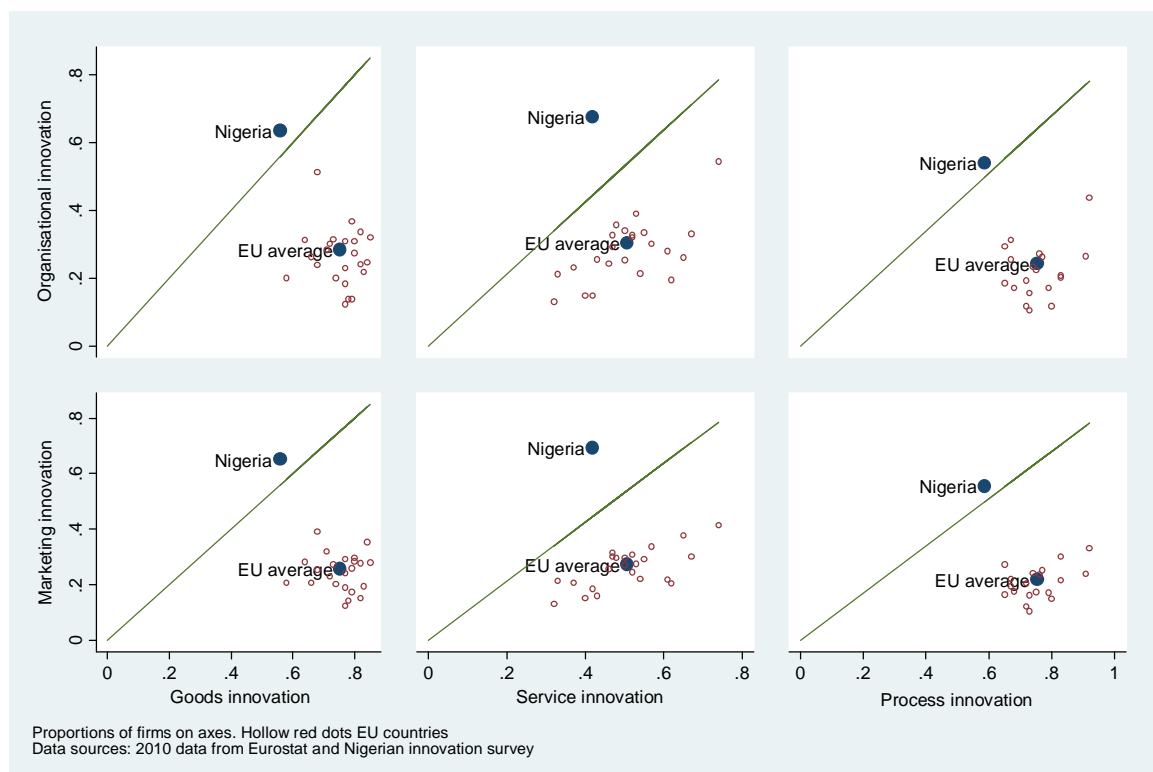 Organisational innovation
0
.2
.4
.6
.8
Nigeria
EU average
Nigeria
EU average
Nigeria
EU average
Marketing innovation
0
.2
.4
.6
.8
Nigeria
EU average
Nigeria
EU average
Nigeria
EU average
0 .2 .4 .6 .8
Goods innovation
0 .2 .4 .6 .8
Service innovation
0 .2 .4 .6 .8 1
Process innovation
Proportions of firms on axes. Hollow red dots EU countries
Data sources: 2010 data from Eurostat and Nigerian innovation survey